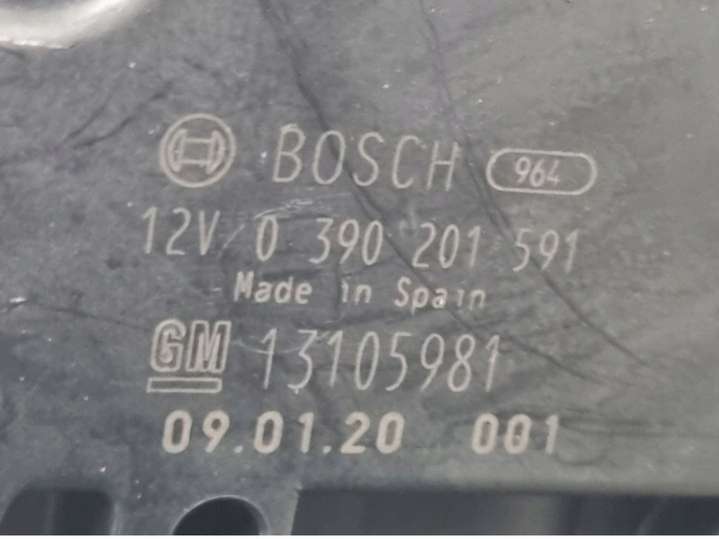 BOSCH 964
12V 0 390 201 591
Made in Spain
GM 13105981
09.01.20 001